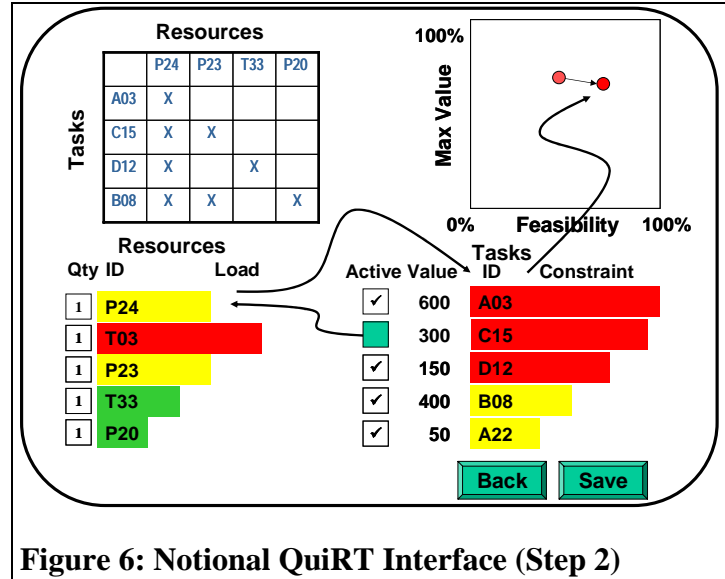 Resources
Tasks
P24 P23 T33 P20
A03 X
C15 X X
D12 X X
B08 X X X
100%
Max Value
0%
Feasibility
100%
Resources
Qty ID Load
1 P24
1 T03
1 P23
1 T33
1 P20
Tasks
Active Value ID Constraint
✓ 600 A03
300 C15
✓ 150 D12
✓ 400 B08
✓ 50 A22
Back Save
Figure 6: Notional QuiRT Interface (Step 2)